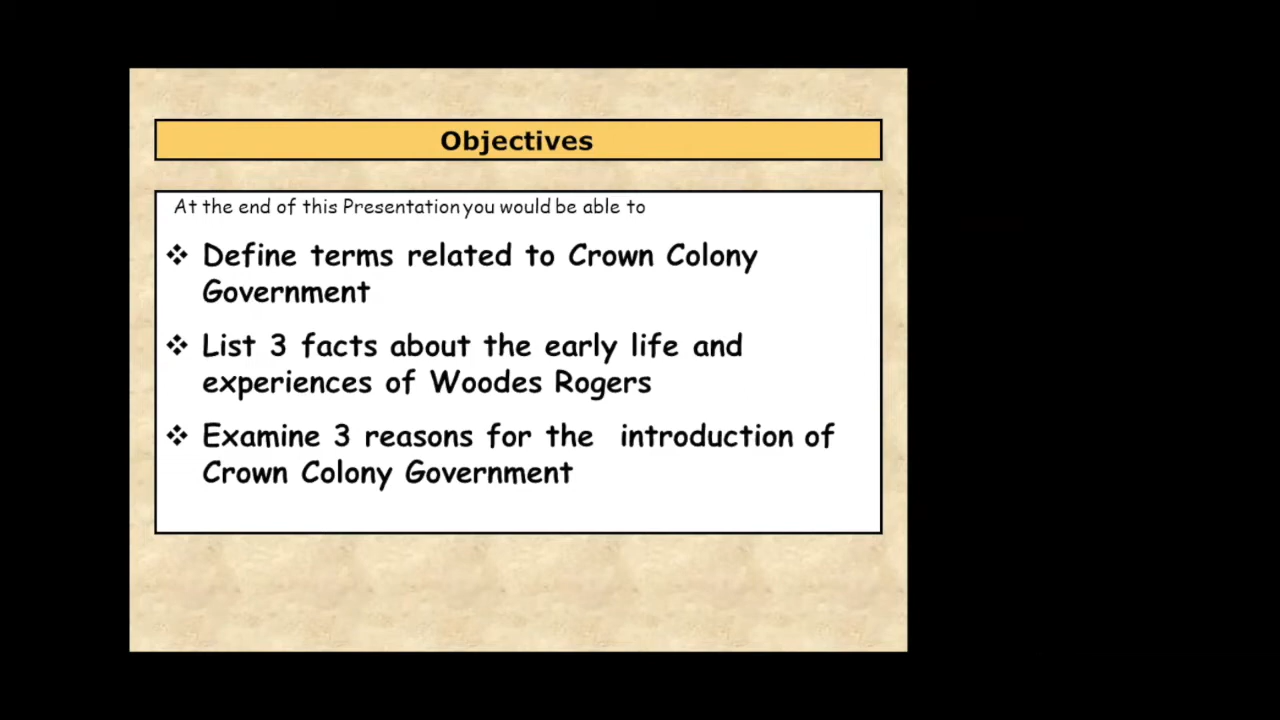 Objectives
At the end of this Presentation you would be able to
❖ Define terms related to Crown Colony
Government
❖ List 3 facts about the early life and
experiences of Woodes Rogers
❖ Examine 3 reasons for the introduction of
Crown Colony Government